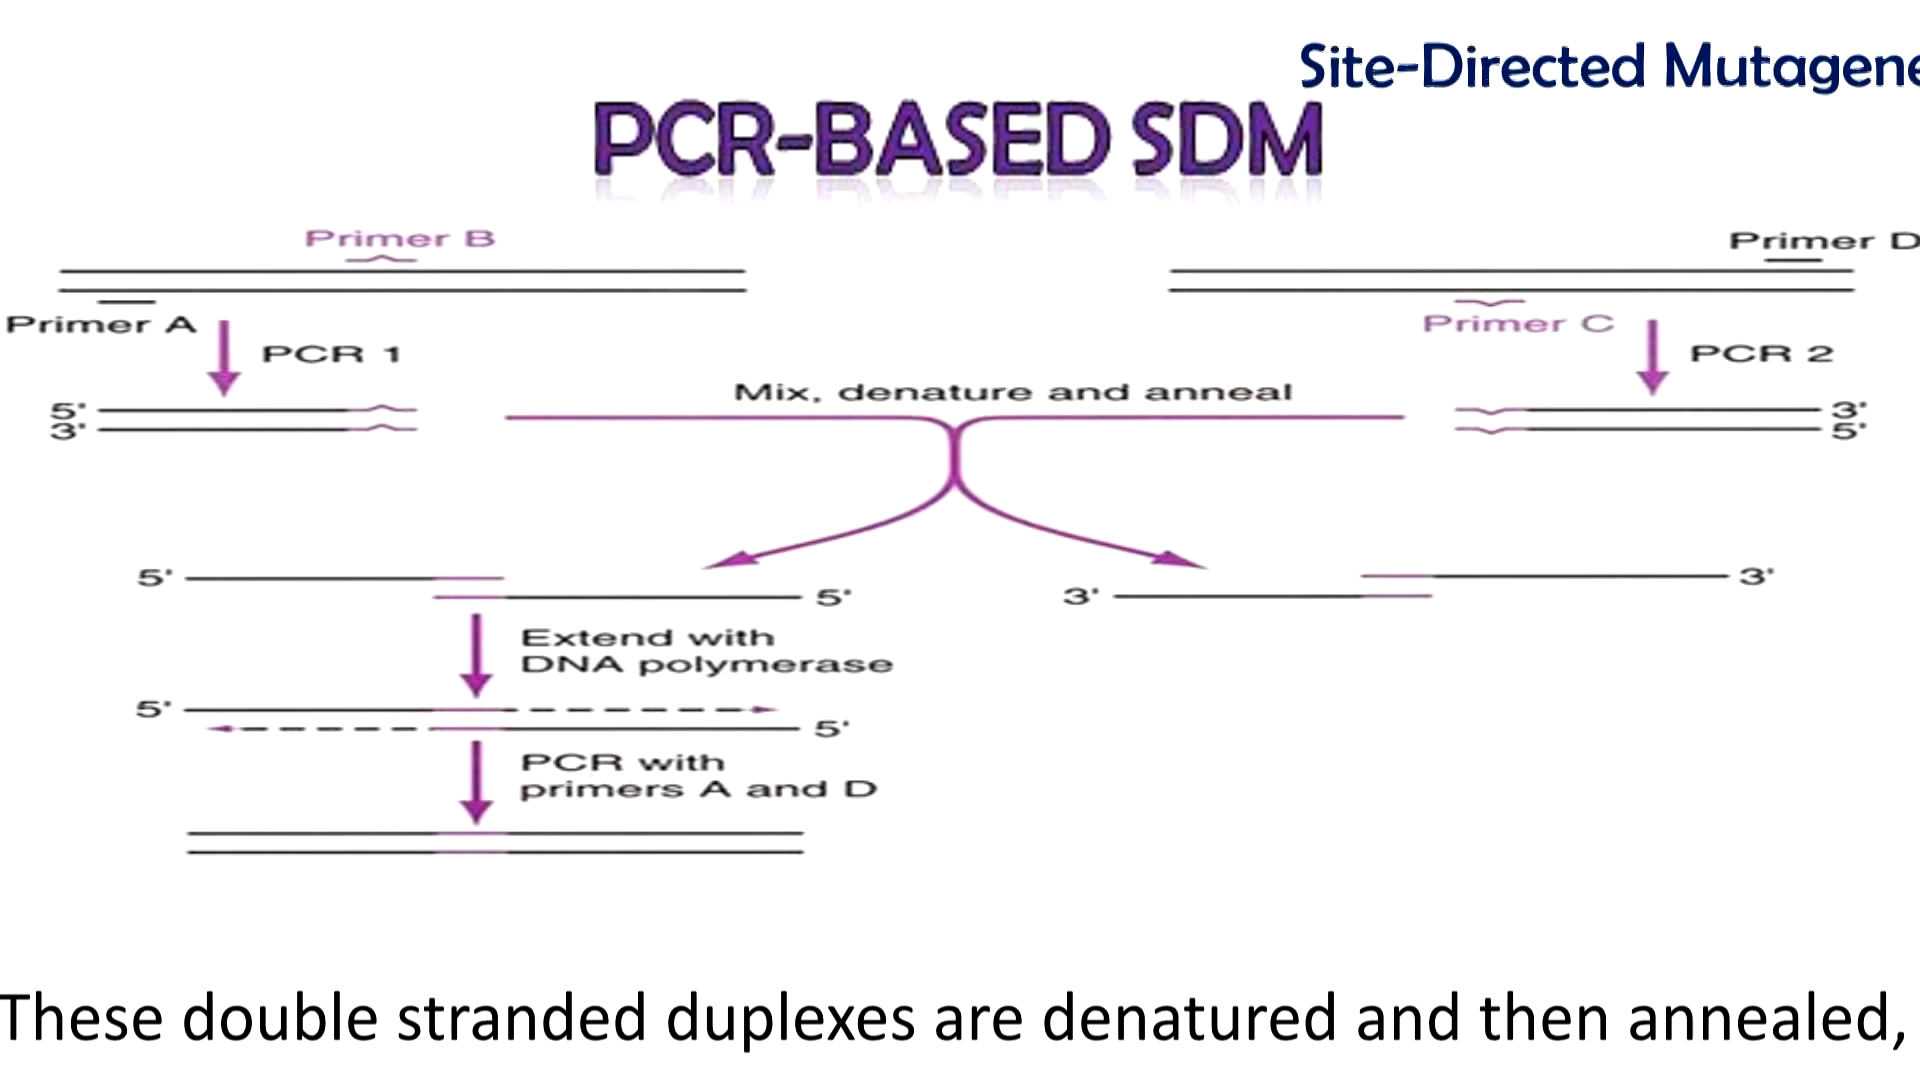 Site-Directed Mutagene
PCR-BASED SDM
Primer B
Primer D
Primer A
PCR 1
Primer C
PCR 2
Mix, denature and anneal
5'
3'
3'
5'
5'
5'
3'
3'
Extend with
DNA polymerase
5'
5'
PCR with
primers A and D
These double stranded duplexes are denatured and then annealed,